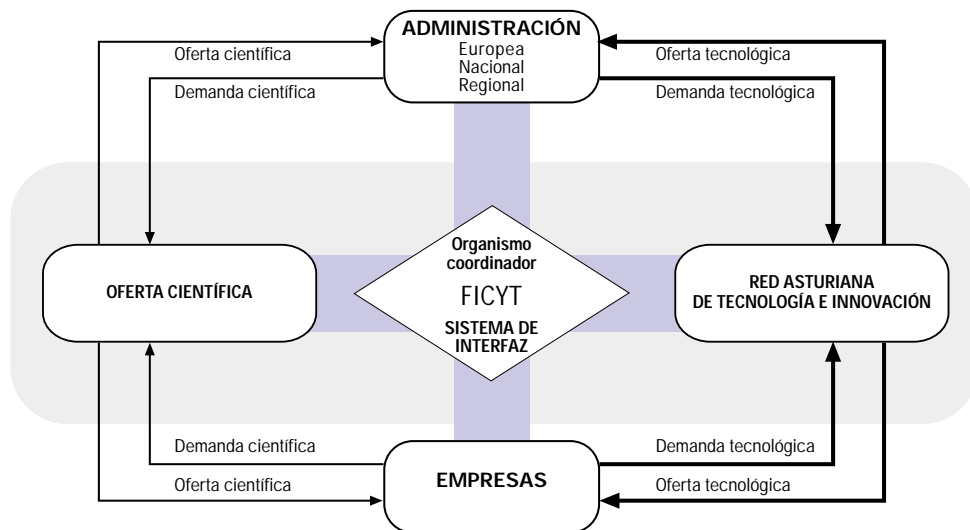 ADMINISTRACIÓN
Europea
Nacional
Regional
Oferta científica
Demanda científica
Oferta tecnológica
Demanda tecnológica
OFERTA CIENTÍFICA
Organismo
coordinador
FICYT
SISTEMA DE
INTERFAZ
RED ASTURIANA
DE TECNOLOGÍA E INNOVACIÓN
Demanda científica
Oferta científica
EMPRESAS
Demanda tecnológica
Oferta tecnológica